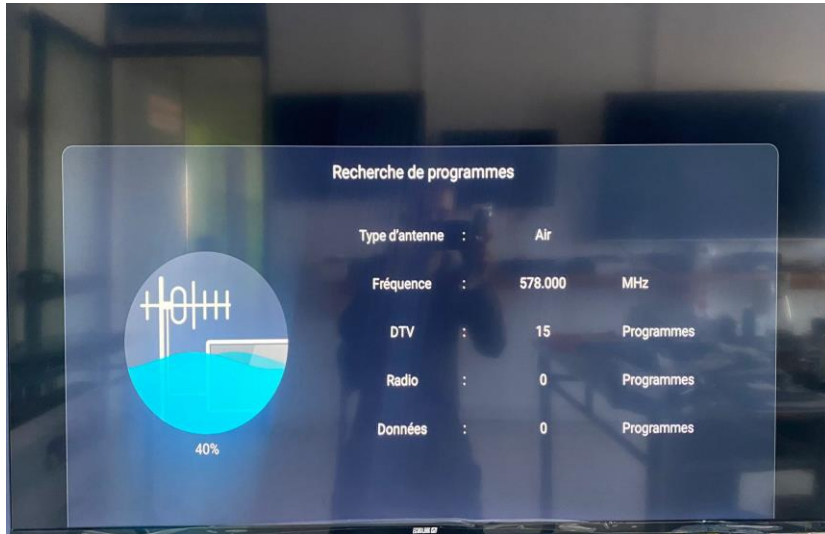 Recherche de programmes
Type d'antenne : Air
Fréquence : 578.000 MHz
DTV : 15 Programmes
Radio : 0 Programmes
Données : 0 Programmes
40%